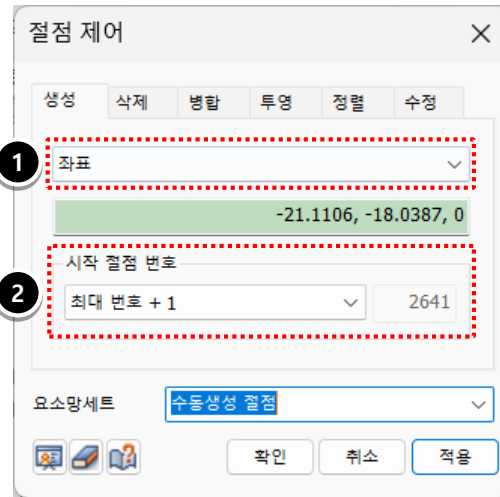 절점 제어
생성 삭제 병합 투영 정렬 수정
1
좌표
-21.1106, -18.0387, 0
시작 절점 번호
2
최대 번호 + 1 2641
요소망세트 수동생성 절점
확인 취소 적용